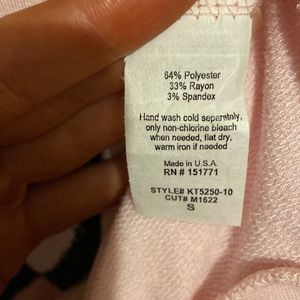 64% Polyester
33% Rayon
3% Spandex
Hand wash cold separately,
only non-chlorine bleach
when needed, flat dry,
warm iron if needed
Made in U.S.A.
RN # 151771
STYLE# KT5250-10
CUT# M1622
S